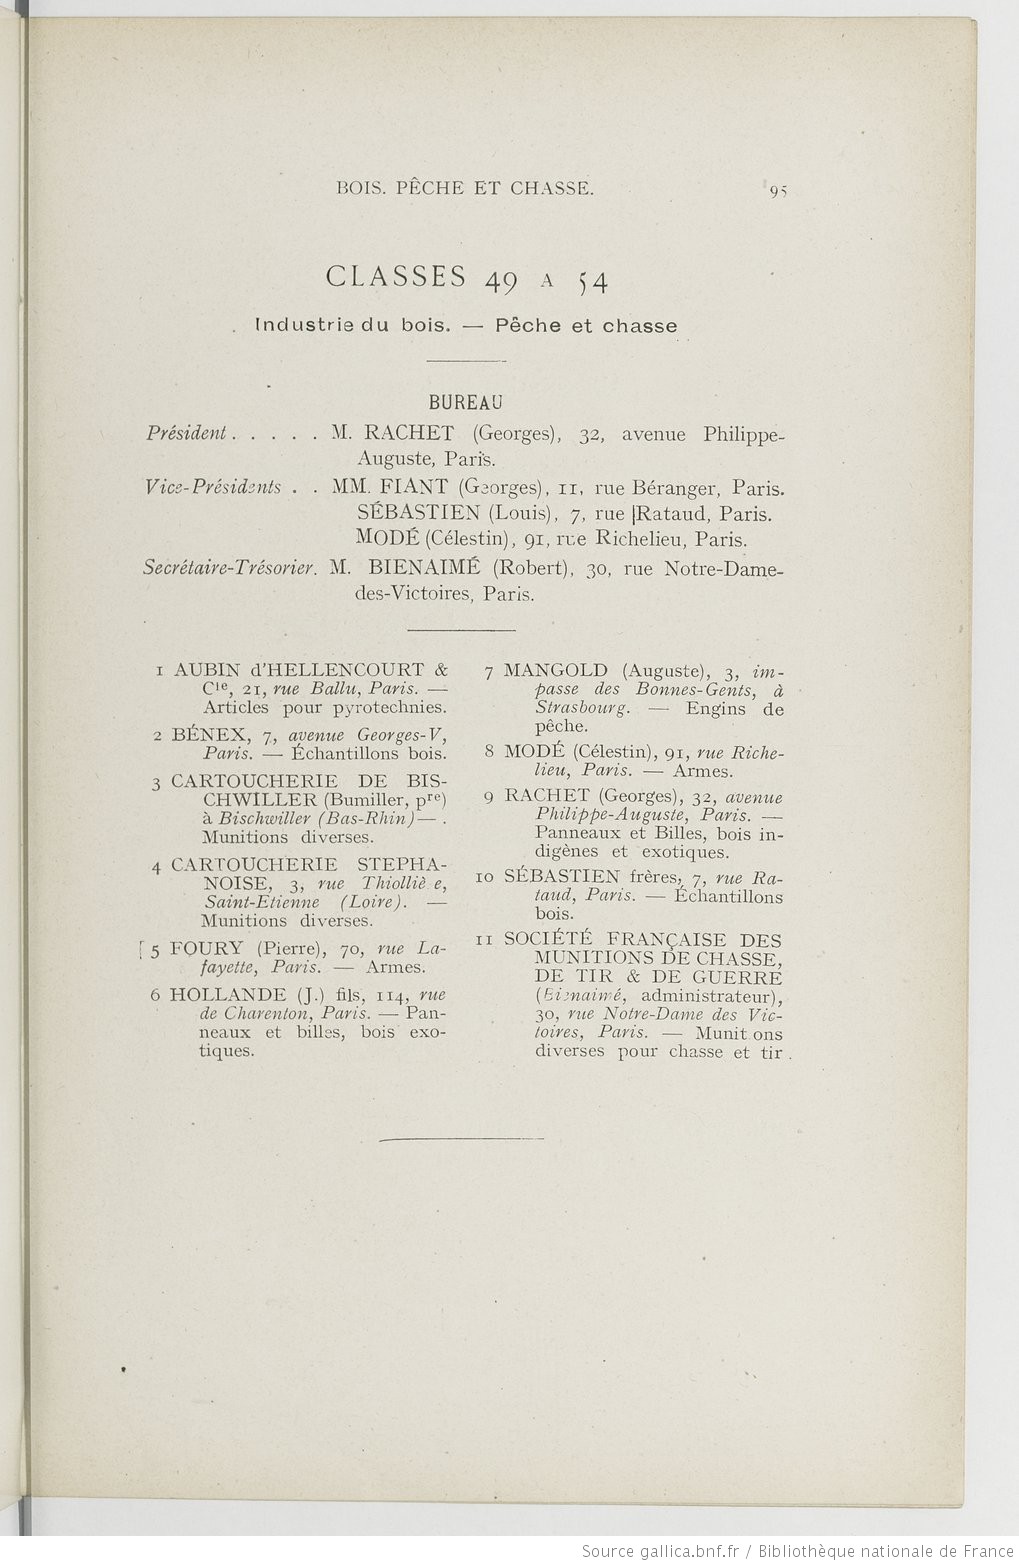 BOIS. PÊCHE ET CHASSE. 95
CLASSES 49 A 54
Industrie du bois. — Pêche et chasse
BUREAU
Président . . . . . M. RACHET (Georges), 32, avenue Philippe-
Auguste, Paris.
Vice-Présidents . . MM. FIANT (Georges), 11, rue Béranger, Paris.
SÉBASTIEN (Louis), 7, rue Rataud, Paris.
MODÉ (Célestin), 91, rue Richelieu, Paris.
Secrétaire-Trésorier. M. BIENAIMÉ (Robert), 30, rue Notre-Dame-
des-Victoires, Paris.
1 AUBIN d'HELLENCOURT &
Cie, 21, rue Ballu, Paris. —
Articles pour pyrotechnies.
2 BÉNEX, 7, avenue Georges-V,
Paris. — Échantillons bois.
3 CARTOUCHERIE DE BIS-
CHWILLER (Bumiller, pre)
à Bischwiller (Bas-Rhin) — .
Munitions diverses.
4 CARTOUCHERIE STEPHA-
NOISE, 3, rue Thiolliè e,
Saint-Etienne (Loire). —
Munitions diverses.
5 FOURY (Pierre), 70, rue La-
fayette, Paris. — Armes.
6 HOLLANDE (J.) fils, 114, rue
de Charenton, Paris. — Pan-
neaux et billes, bois exo-
tiques.
7 MANGOLD (Auguste), 3, im-
passe des Bonnes-Gents, à
Strasbourg. — Engins de
pêche.
8 MODÉ (Célestin), 91, rue Riche-
lieu, Paris. — Armes.
9 RACHET (Georges), 32, avenue
Philippe-Auguste, Paris. —
Panneaux et Billes, bois in-
digènes et exotiques.
10 SÉBASTIEN frères, 7, rue Ra-
taud, Paris. — Échantillons
bois.
11 SOCIÉTÉ FRANÇAISE DES
MUNITIONS DE CHASSE,
DE TIR & DE GUERRE
(Bienaimé, administrateur),
30, rue Notre-Dame des Vic-
toires, Paris. — Munit ons
diverses pour chasse et tir .
Source gallica.bnf.fr / Bibliothèque nationale de France